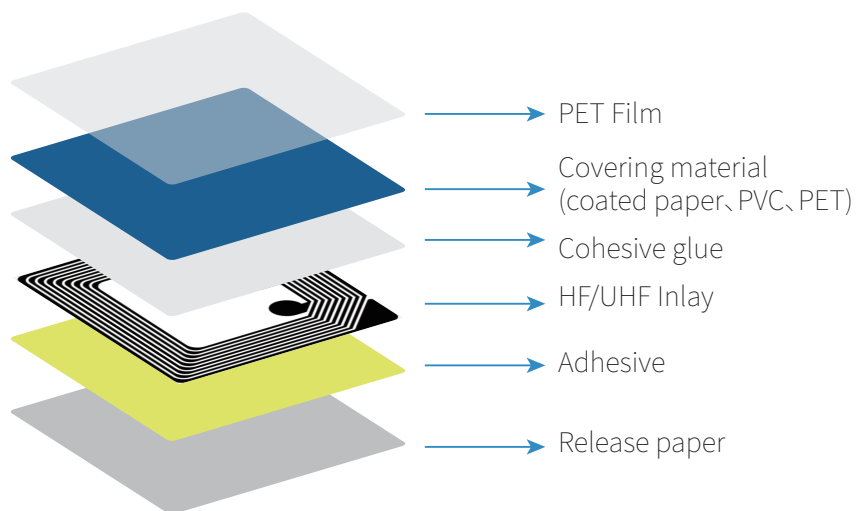 PET Film
Covering material
(coated paper、PVC、PET)
Cohesive glue
HF/UHF Inlay
Adhesive
Release paper